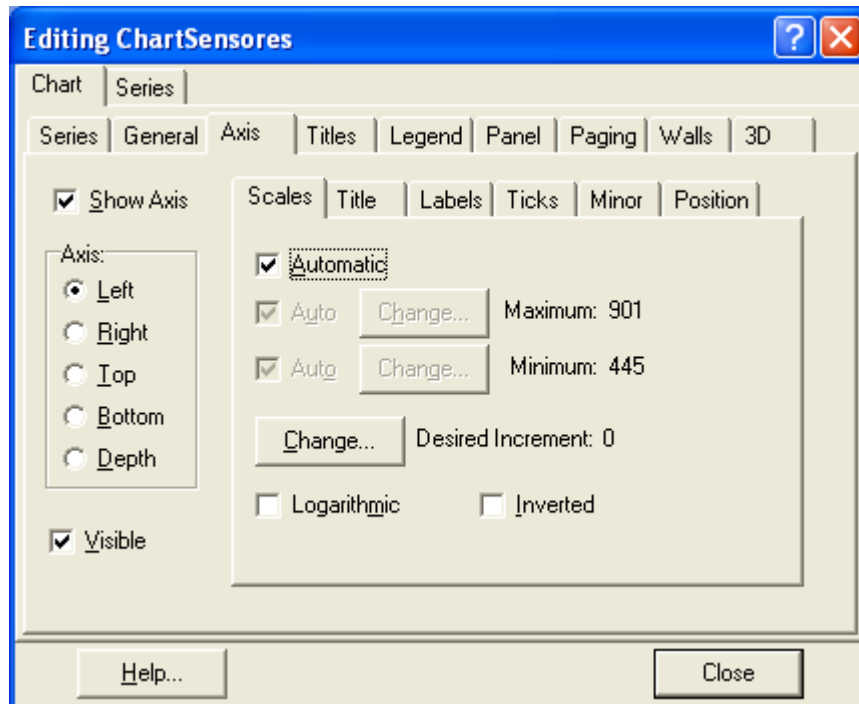 Editing ChartSensores
Chart Series
Series General Axis Titles Legend Panel Paging Walls 3D
Show Axis
Scales Title Labels Ticks Minor Position
Axis:
Left
Right
Top
Bottom
Depth
Visible
Automatic
Auto Change... Maximum: 901
Auto Change... Minimum: 445
Change... Desired Increment: 0
Logarithmic Inverted
Help... Close